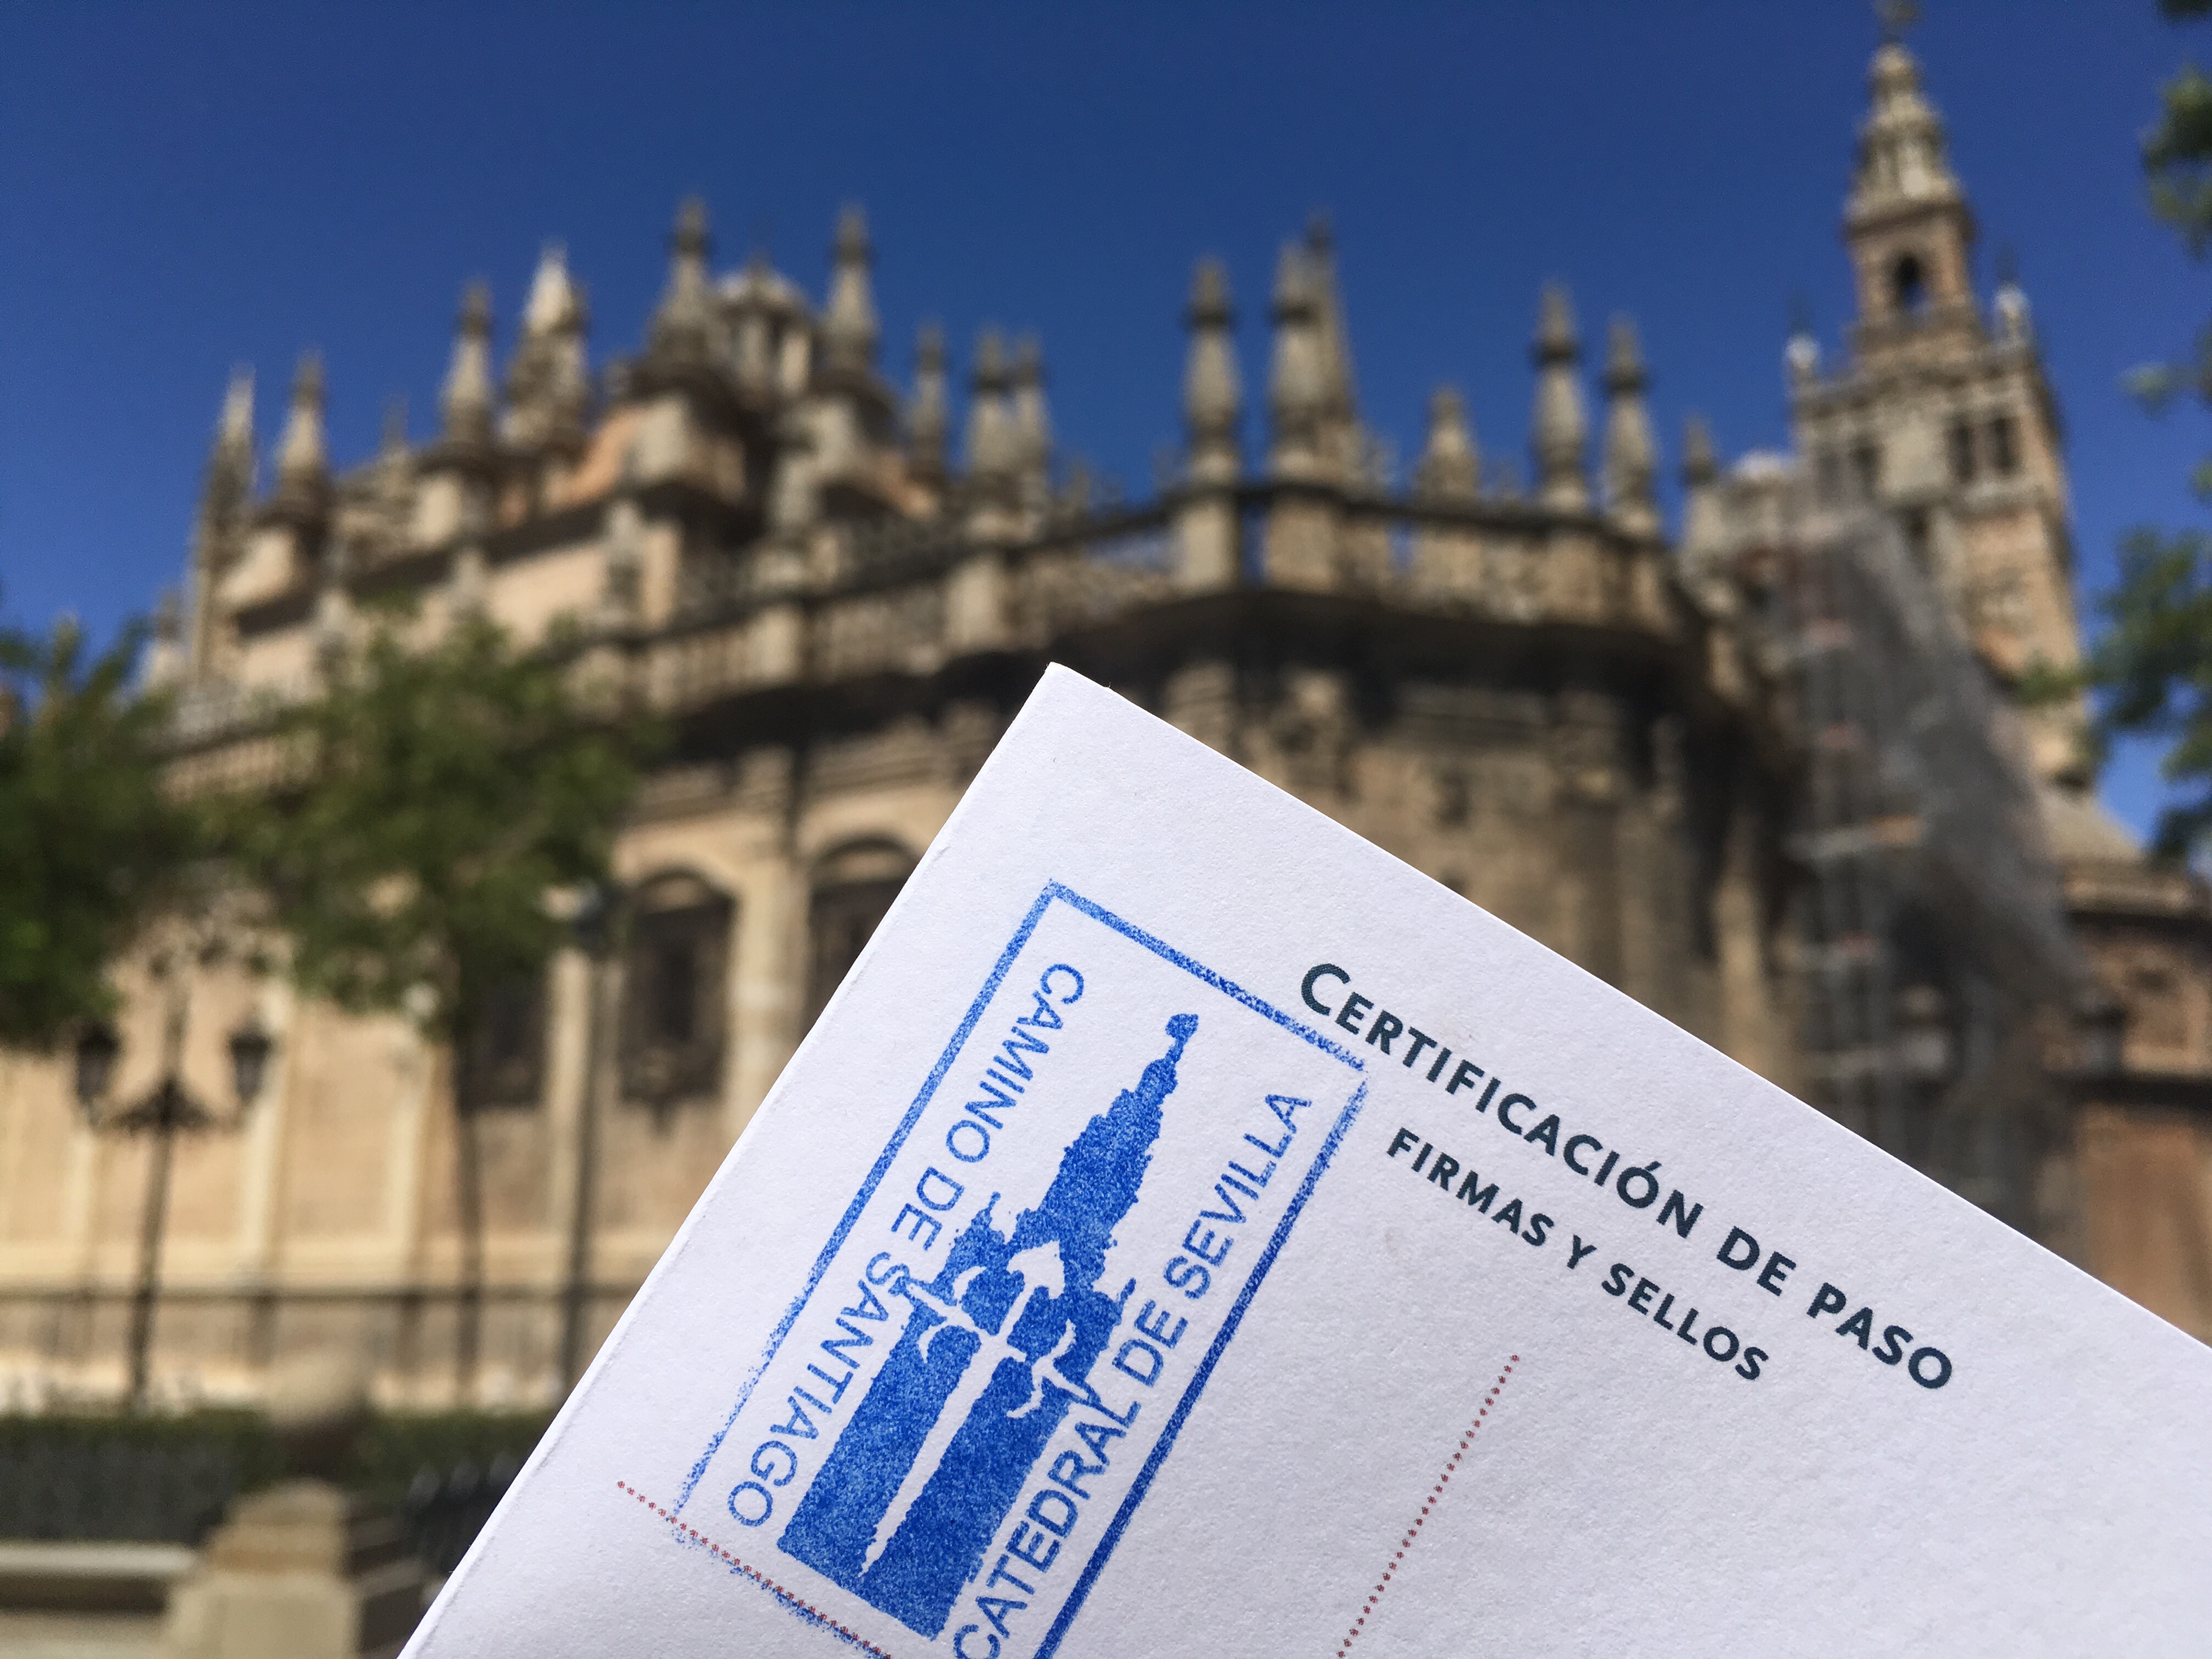 CERTIFICACIÓN DE PASO
FIRMAS Y SELLOS
CAMINO DE SANTIAGO
CATEDRAL DE SEVILLA